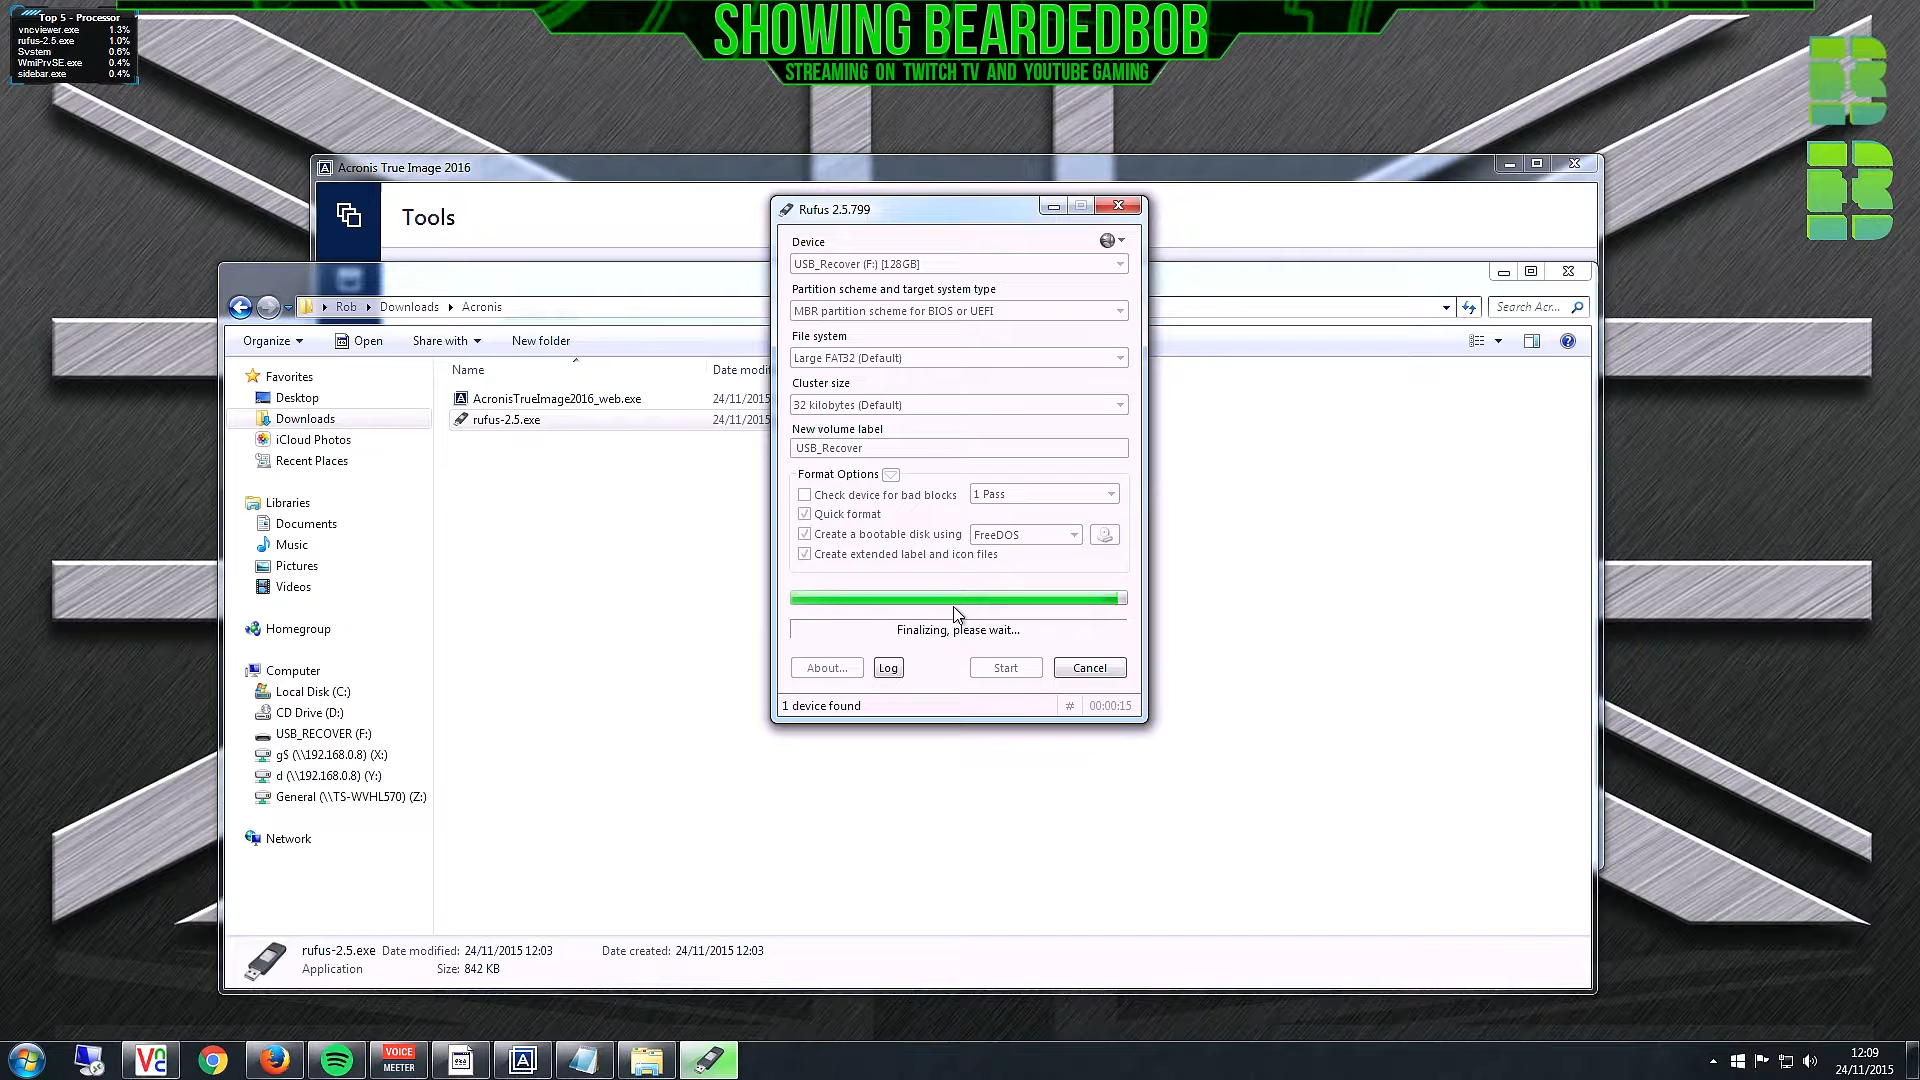 Top 5 - Processor
vncviewer.exe 1.3%
rufus-2.5.exe 1.0%
System 0.6%
WmiPrvSE.exe 0.4%
sidebar.exe 0.4%
SHOWING BEARDEDBOB
STREAMING ON TWITCH TV AND YOUTUBE GAMING
Acronis True Image 2016
Tools
Rufus 2.5.799
Device
USB_Recover (F:) [128GB]
Partition scheme and target system type
MBR partition scheme for BIOS or UEFI
File system
Large FAT32 (Default)
Cluster size
32 kilobytes (Default)
New volume label
USB_Recover
Format Options
Check device for bad blocks 1 Pass
Quick format
Create a bootable disk using FreeDOS
Create extended label and icon files
Finalizing, please wait...
About... Log Start Cancel
1 device found # 00:00:15
Rob Downloads Acronis Search Acr...
Organize Open Share with New folder
Name Date modi
AcronisTrueImage2016_web.exe 24/11/2015
rufus-2.5.exe 24/11/2015
Favorites
Desktop
Downloads
iCloud Photos
Recent Places
Libraries
Documents
Music
Pictures
Videos
Homegroup
Computer
Local Disk (C:)
CD Drive (D:)
USB_RECOVER (F:)
g$ (\\192.168.0.8) (X:)
d (\\192.168.0.8) (Y:)
General (\\TS-WVHL570) (Z:)
Network
rufus-2.5.exe Date modified: 24/11/2015 12:03 Date created: 24/11/2015 12:03
Application Size: 842 KB
VOICE
MEETER
12:09
24/11/2015